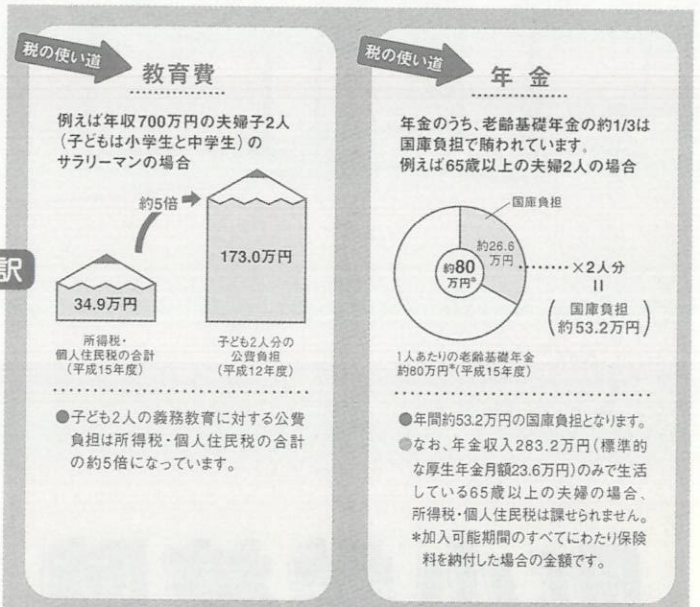 税の使い道
教育費
例えば年収700万円の夫婦子2人
(子どもは小学生と中学生)の
サラリーマンの場合
約5倍
173.0万円
34.9万円
所得税・
個人住民税の合計
(平成15年度)
子ども2人分の
公費負担
(平成12年度)
●子ども2人の義務教育に対する公費
負担は所得税・個人住民税の合計
の約5倍になっています。
訳
税の使い道
年金
年金のうち、老齢基礎年金の約1/3は
国庫負担で賄われています。
例えば65歳以上の夫婦2人の場合
国庫負担
約26.6
万円
約80
万円*
×2人分
=
(国庫負担
約53.2万円)
1人あたりの老齢基礎年金
約80万円*(平成15年度)
●年間約53.2万円の国庫負担となります。
●なお、年金収入283.2万円(標準的
な厚生年金月額23.6万円)のみで生活
している65歳以上の夫婦の場合、
所得税・個人住民税は課せられません。
*加入可能期間のすべてにわたり保険
料を納付した場合の金額です。